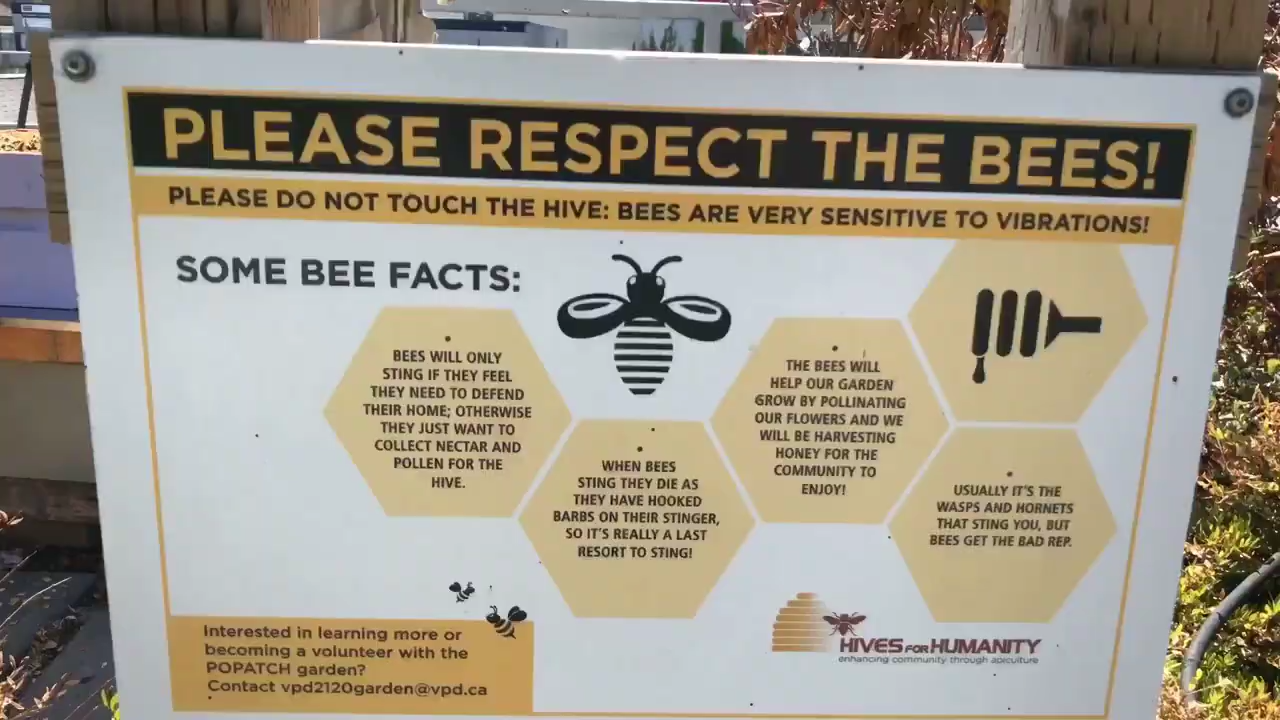 PLEASE RESPECT THE BEES!
PLEASE DO NOT TOUCH THE HIVE: BEES ARE VERY SENSITIVE TO VIBRATIONS!
SOME BEE FACTS:
BEES WILL ONLY
STING IF THEY FEEL
THEY NEED TO DEFEND
THEIR HOME; OTHERWISE
THEY JUST WANT TO
COLLECT NECTAR AND
POLLEN FOR THE
HIVE.
WHEN BEES
STING THEY DIE AS
THEY HAVE HOOKED
BARBS ON THEIR STINGER,
SO IT'S REALLY A LAST
RESORT TO STING!
THE BEES WILL
HELP OUR GARDEN
GROW BY POLLINATING
OUR FLOWERS AND WE
WILL BE HARVESTING
HONEY FOR THE
COMMUNITY TO
ENJOY!
USUALLY IT'S THE
WASPS AND HORNETS
THAT STING YOU, BUT
BEES GET THE BAD REP.
Interested in learning more or
becoming a volunteer with the
POPATCH garden?
Contact vpd2120garden@vpd.ca
HIVES FOR HUMANITY
enhancing community through apiculture